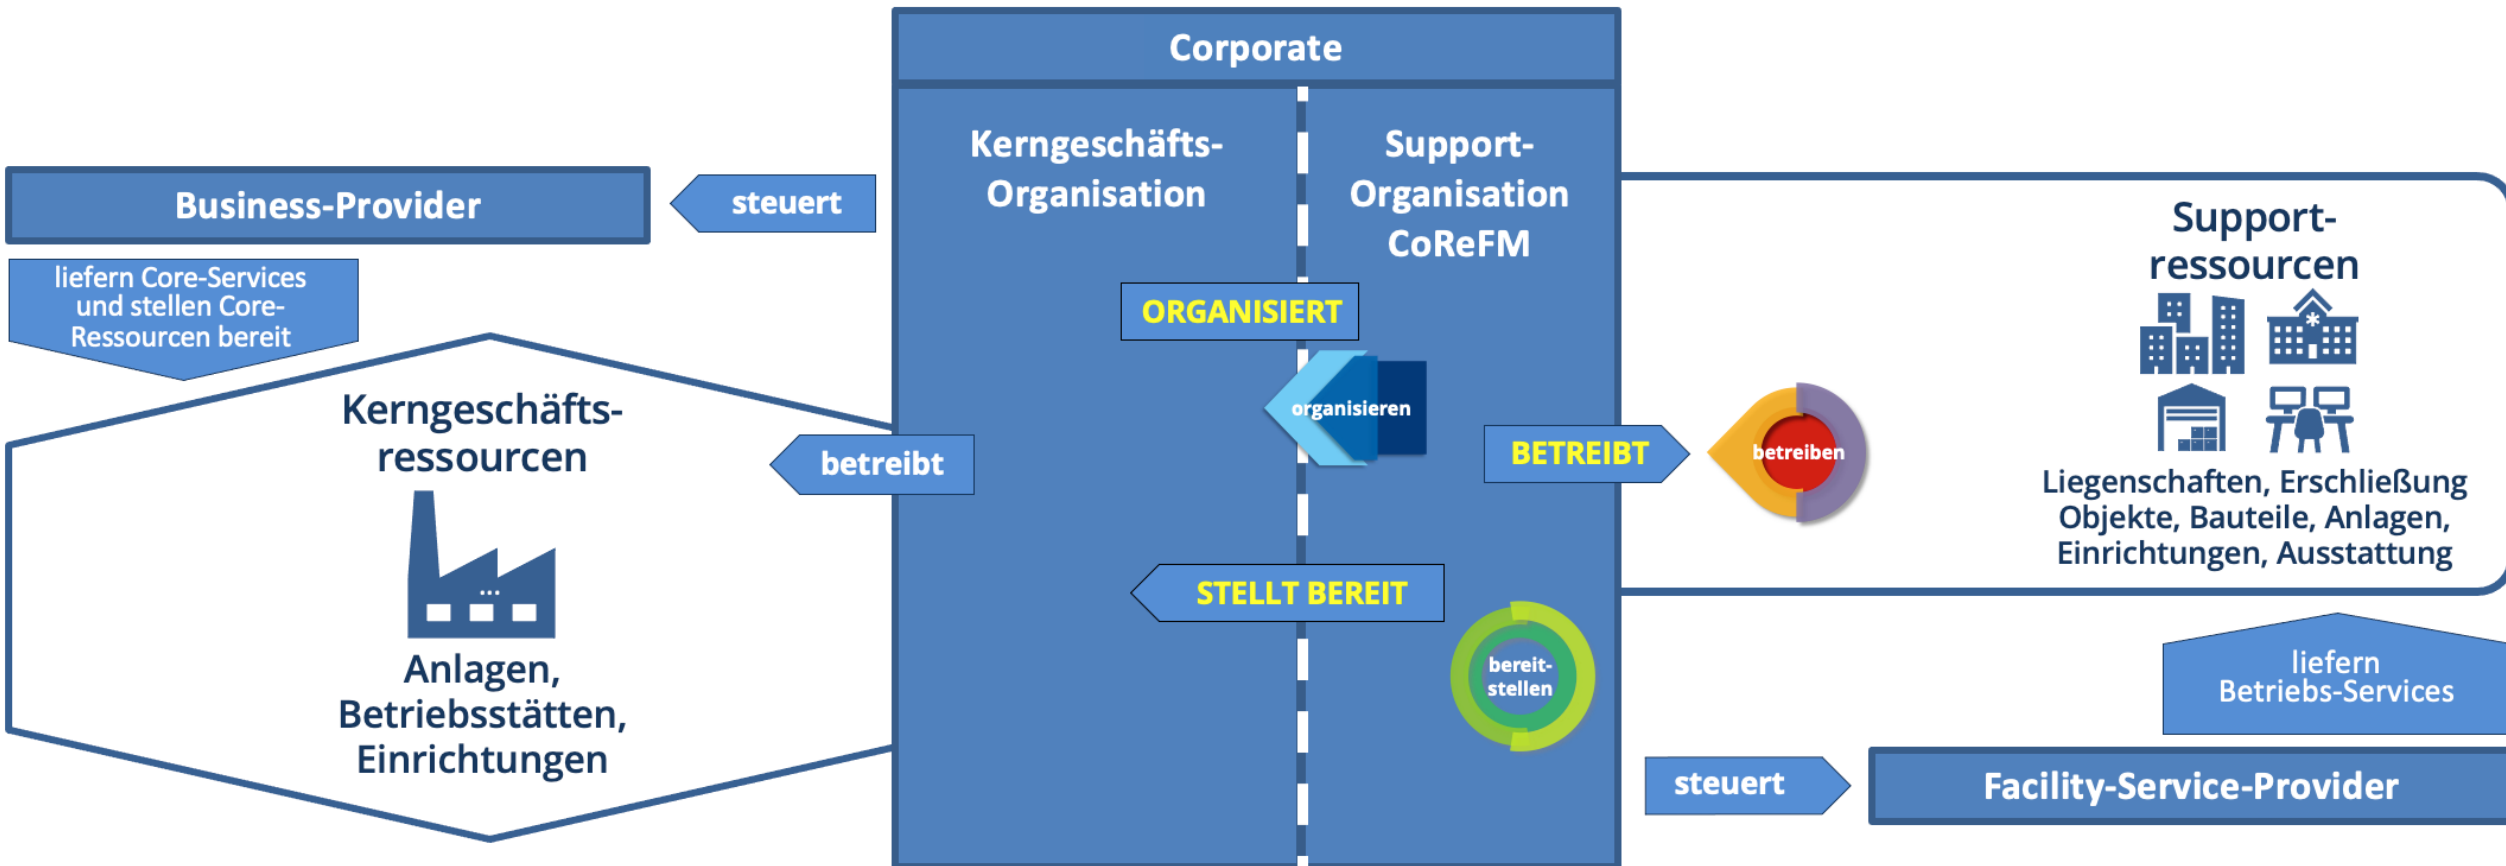 Corporate
Kerngeschäfts-
Organisation
Support-
Organisation
CoReFM
Business-Provider
steuert
liefern Core-Services
und stellen Core-
Ressourcen bereit
Kerngeschäfts-
ressourcen
...
Anlagen,
Betriebsstätten,
Einrichtungen
betreibt
ORGANISIERT
organisieren
BETREIBT
betreiben
STELLT BEREIT
bereit-
stellen
Support-
ressourcen
Liegenschaften, Erschließung
Objekte, Bauteile, Anlagen,
Einrichtungen, Ausstattung
liefern
Betriebs-Services
steuert
Facility-Service-Provider